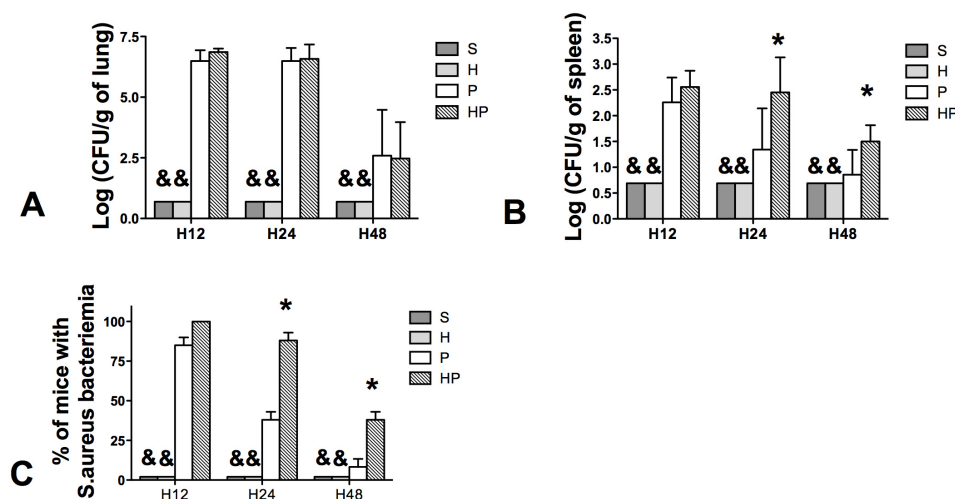 Log (CFU/g of lung)
7.5
5.0
2.5
0.0
&& && &&
H12 H24 H48
S
H
P
HP
A
Log (CFU/g of spleen)
3.5
3.0
2.5
2.0
1.5
1.0
0.5
0.0
* *
&& && &&
H12 H24 H48
S
H
P
HP
B
% of mice with
S.aureus bacteriemia
100
75
50
25
0
* *
&& && &&
H12 H24 H48
S
H
P
HP
C